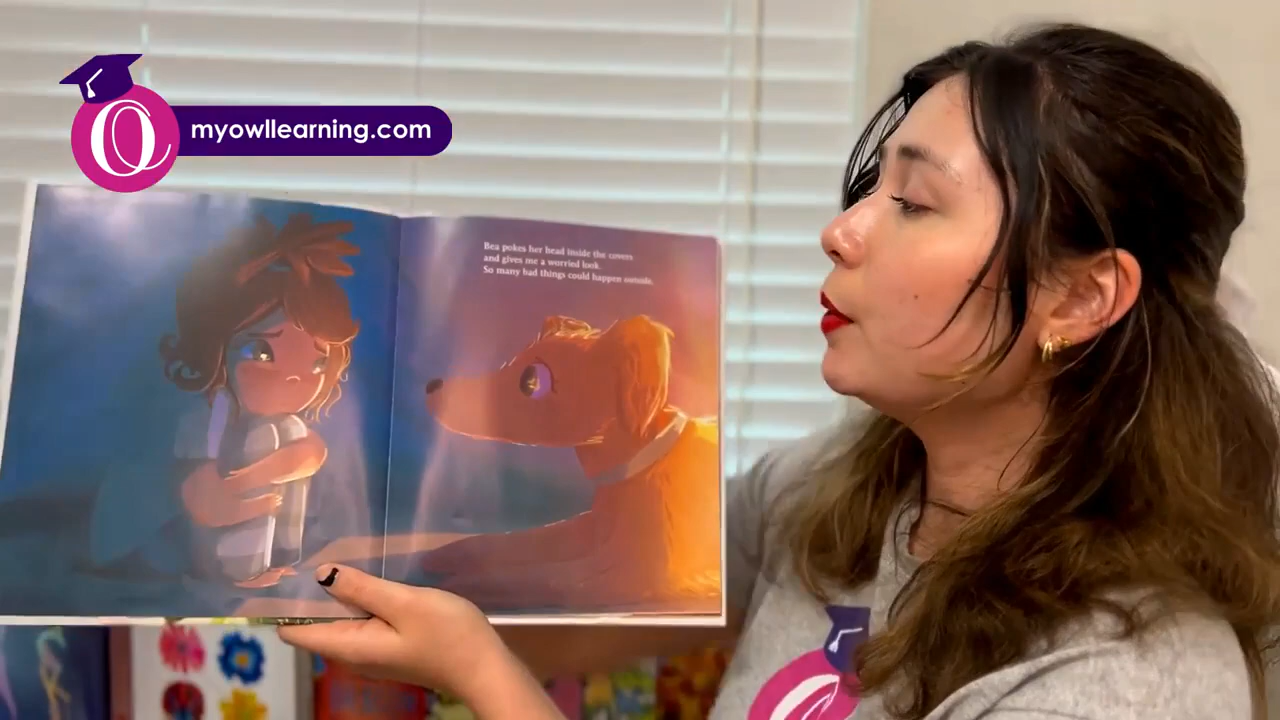 myowllearning.com
Bea pokes her head inside the covers
and gives me a worried look.
So many bad things could happen outside.